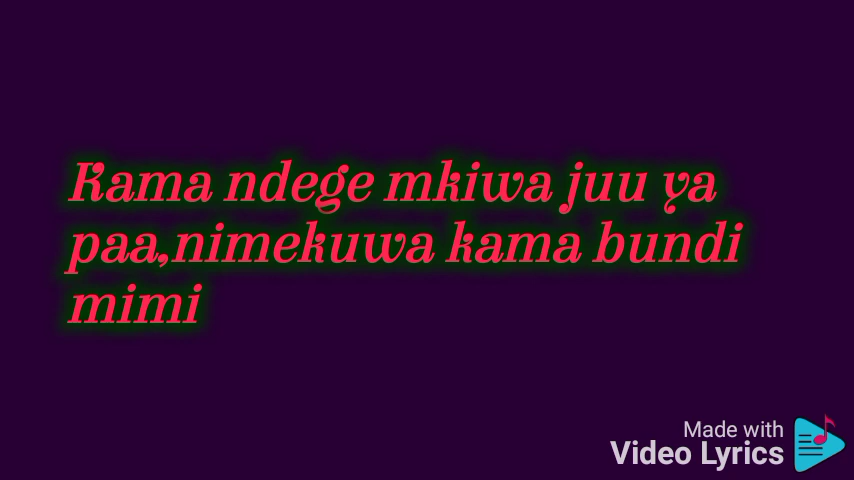 Kama ndege mkiwa juu ya
paa,nimekuwa kama bundi
mimi
Made with
Video Lyrics